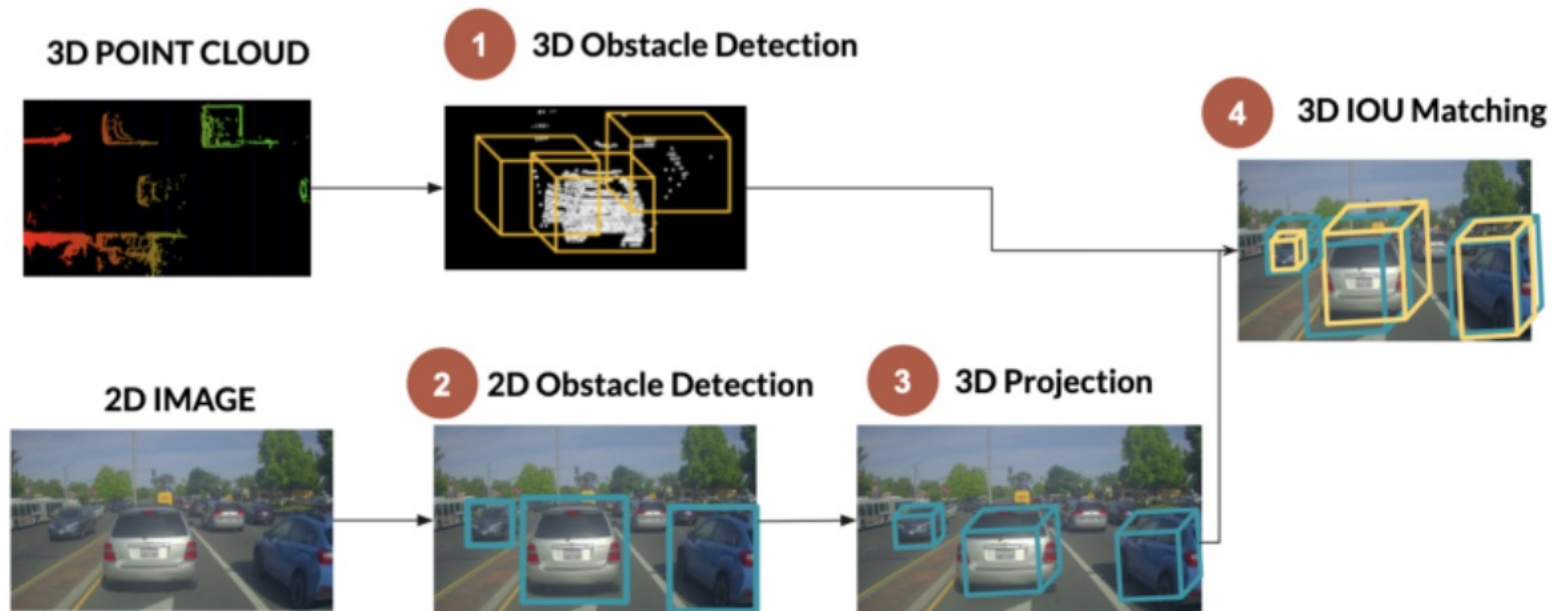 3D POINT CLOUD
1
3D Obstacle Detection
4
3D IOU Matching
2D IMAGE
2
2D Obstacle Detection
3
3D Projection